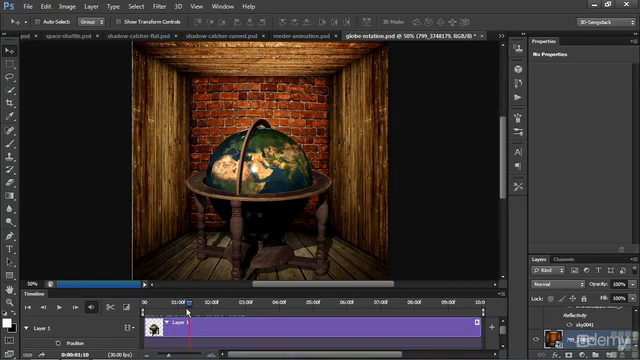 Ps File Edit Image Layer Type Select Filter 3D View Window Help
Auto-Select: Group Show Transform Controls 3D Mode: 3D-Sengstack
psd × space-shuttle.psd × shadow-catcher-flat.psd × shadow-catcher-curved.psd × render-animation.psd × globe-rotation.psd @ 50% (799_3748179, RGB/8) * ×
Properties
No Properties
50%
Timeline
00 01:00f 02:00f 03:00f 04:00f 05:00f 06:00f 07:00f 08:00f 09:00f 10:0
Layer 1
Layer 1
Position
0:00:01:10 (30.00 fps)
Layers Channels
Kind
Normal Opacity: 100%
Lock: Fill: 100%
Reflectivity
sky0041
799_3748179
Udemy